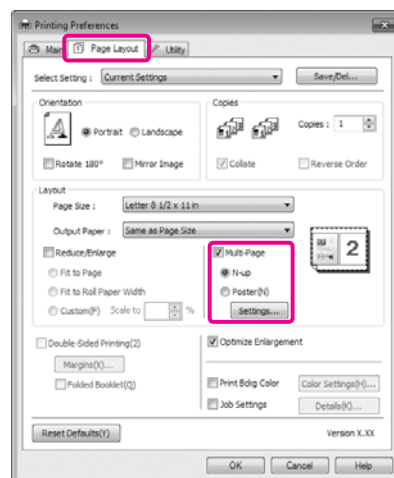 Printing Preferences
Main Page Layout Utility
Select Setting : Current Settings Save/Del...
Orientation Copies
A Portrait Landscape Copies : 1
Rotate 180° Mirror Image Collate Reverse Order
Layout
Page Size : Letter 8 1/2 x 11 in
Output Paper : Same as Page Size
Reduce/Enlarge Multi-Page
2
Fit to Page N-up
Fit to Roll Paper Width Poster(N)
Custom(F) Scale to % Settings...
Double-Sided Printing(2) Optimize Enlargement
Margins(X)...
Folded Booklet(Q) Print Bckg Color Color Settings(H)...
Job Settings Details(K)...
Reset Defaults(Y) Version X.XX
OK Cancel Help